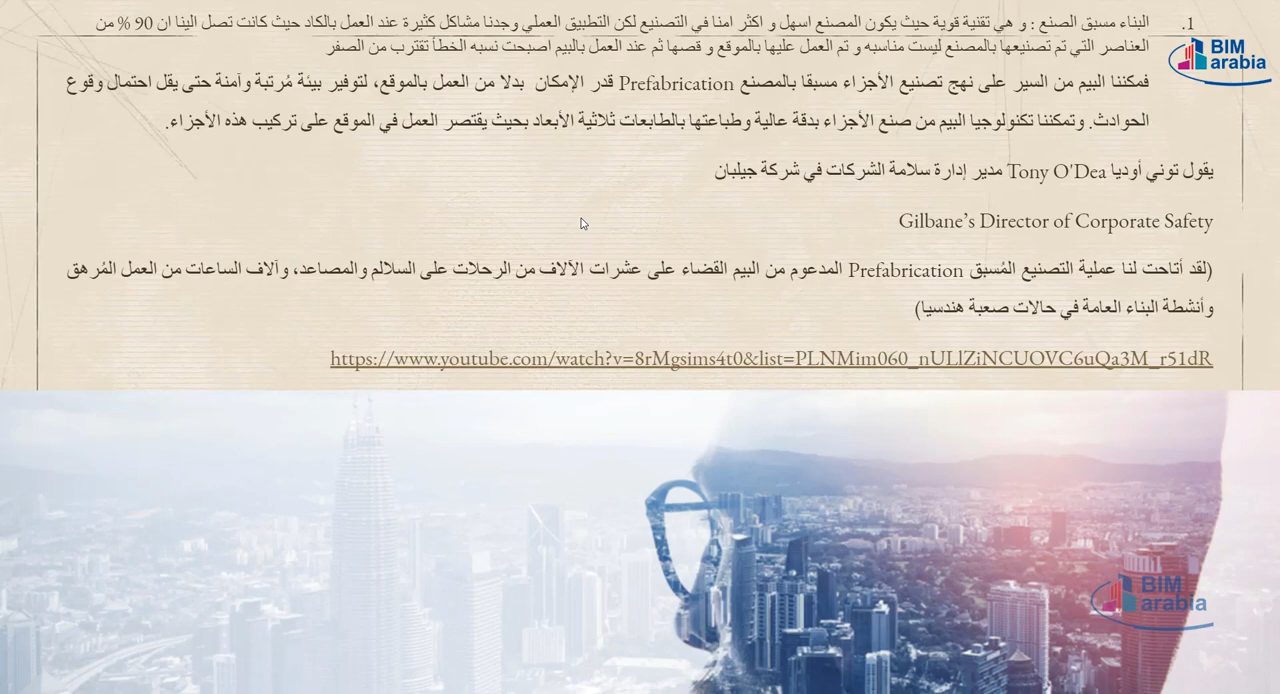 1. البناء مسبق الصنع : و هي تقنية قوية حيث يكون المصنع اسهل و اكثر امنا في التصنيع لكن التطبيق العملي وجدنا مشاكل كثيرة عند العمل بالكاد حيث كانت تصل الينا ان 90 % من
العناصر التي تم تصنيعها بالمصنع ليست مناسبه و تم العمل عليها بالموقع و قصها ثم عند العمل بالبيم اصبحت نسبه الخطأ تقترب من الصفر
BIM
arabia
فمكننا البيم من السير على نهج تصنيع الأجزاء مسبقا بالمصنع Prefabrication قدر الإمكان بدلا من العمل بالموقع، لتوفير بيئة مُرتبة وآمنة حتى يقل احتمال وقوع
الحوادث. وتمكننا تكنولوجيا البيم من صنع الأجزاء بدقة عالية وطباعتها بالطابعات ثلاثية الأبعاد بحيث يقتصر العمل في الموقع على تركيب هذه الأجزاء.
يقول توني أوديا Tony O'Dea مدير إدارة سلامة الشركات في شركة جيلبان
Gilbane’s Director of Corporate Safety
(لقد أتاحت لنا عملية التصنيع المُسبق Prefabrication المدعوم من البيم القضاء على عشرات الآلاف من الرحلات على السلالم والمصاعد، وآلاف الساعات من العمل المُرهق
وأنشطة البناء العامة في حالات صعبة هندسيا)
https://www.youtube.com/watch?v=8rMgsims4t0&list=PLNMim060_nULlZiNCUOVC6uQa3M_r51dR
BIM
arabia